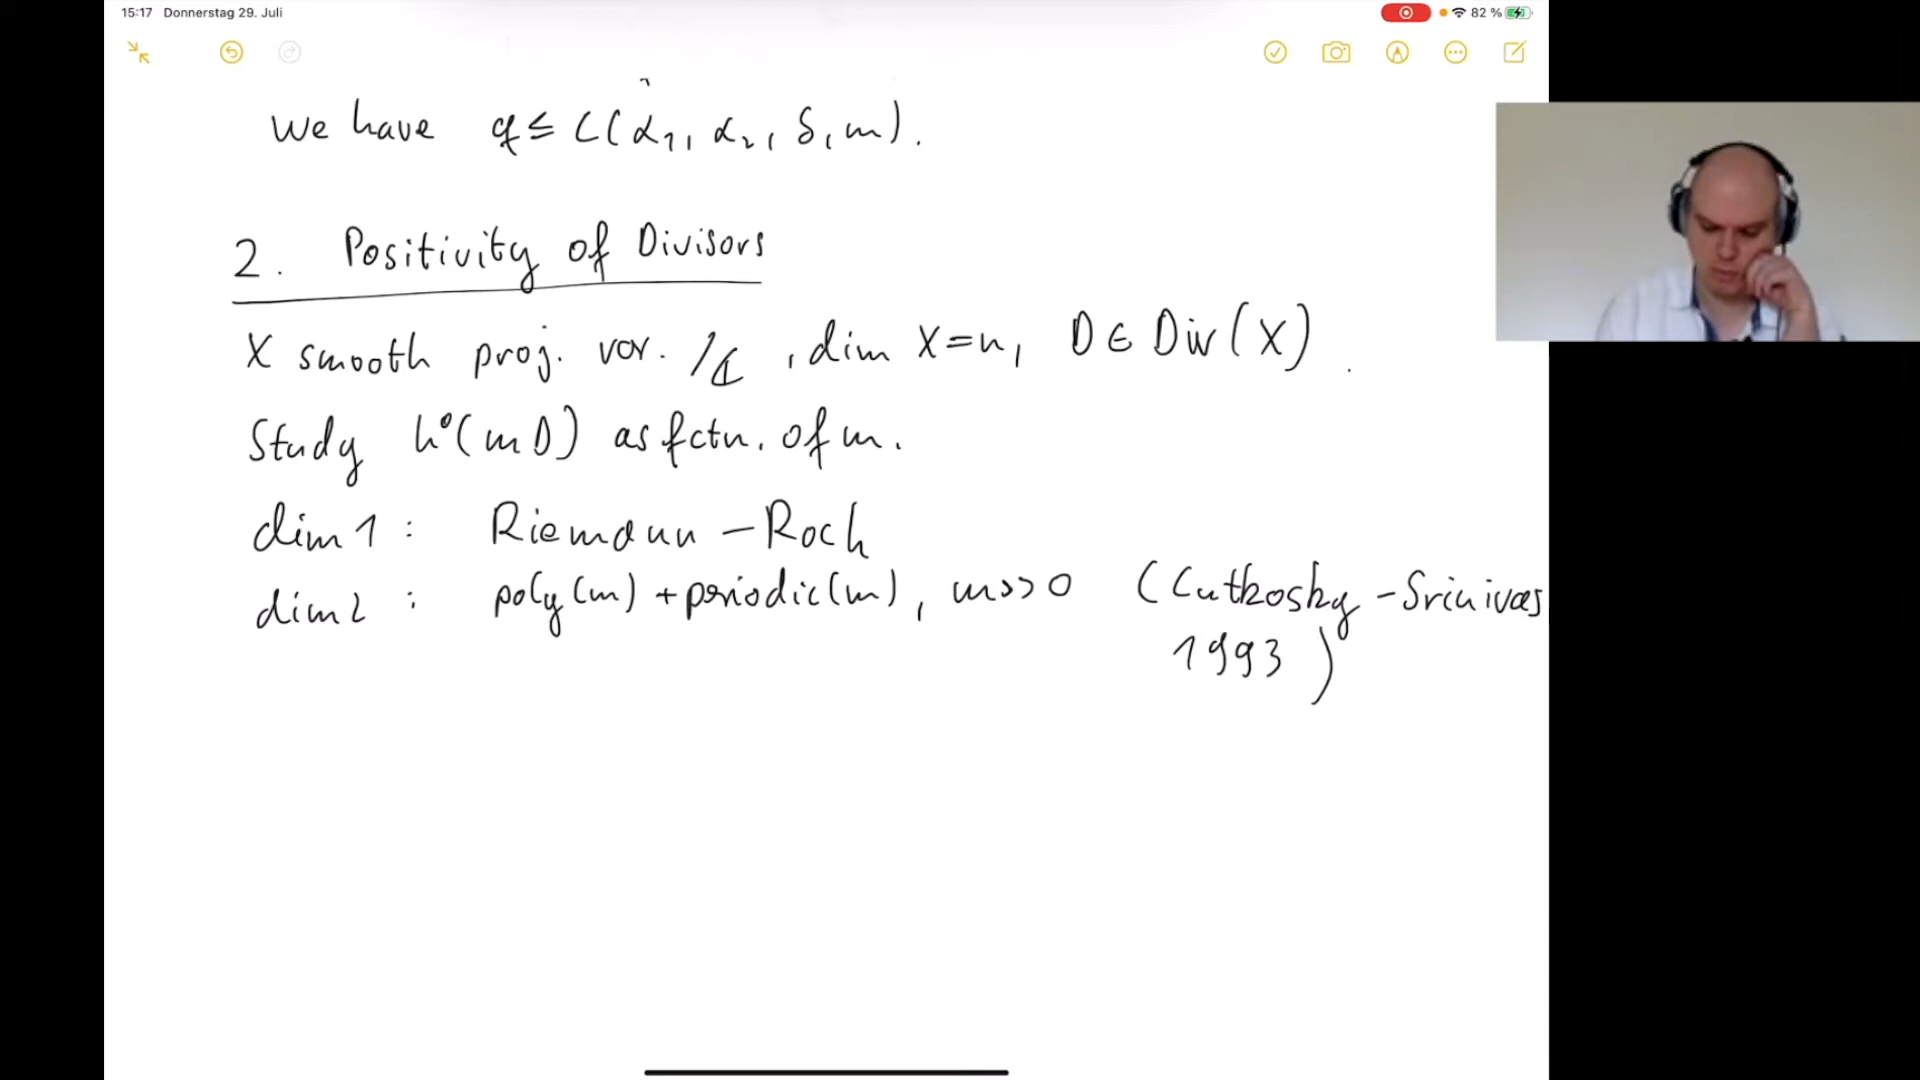 15:17 Donnerstag 29. Juli
82 %
We have q ≤ C(α₁, α₂, δ, m).
2. Positivity of Divisors
X smooth proj. var. /ℂ, dim X = n, D ∈ Div(X).
Study h⁰(mD) as fctn. of m.
dim 1 : Riemann – Roch
dim 2 : poly(m) + periodic(m), m >> 0 (Cutkosky – Srinivas
1993)